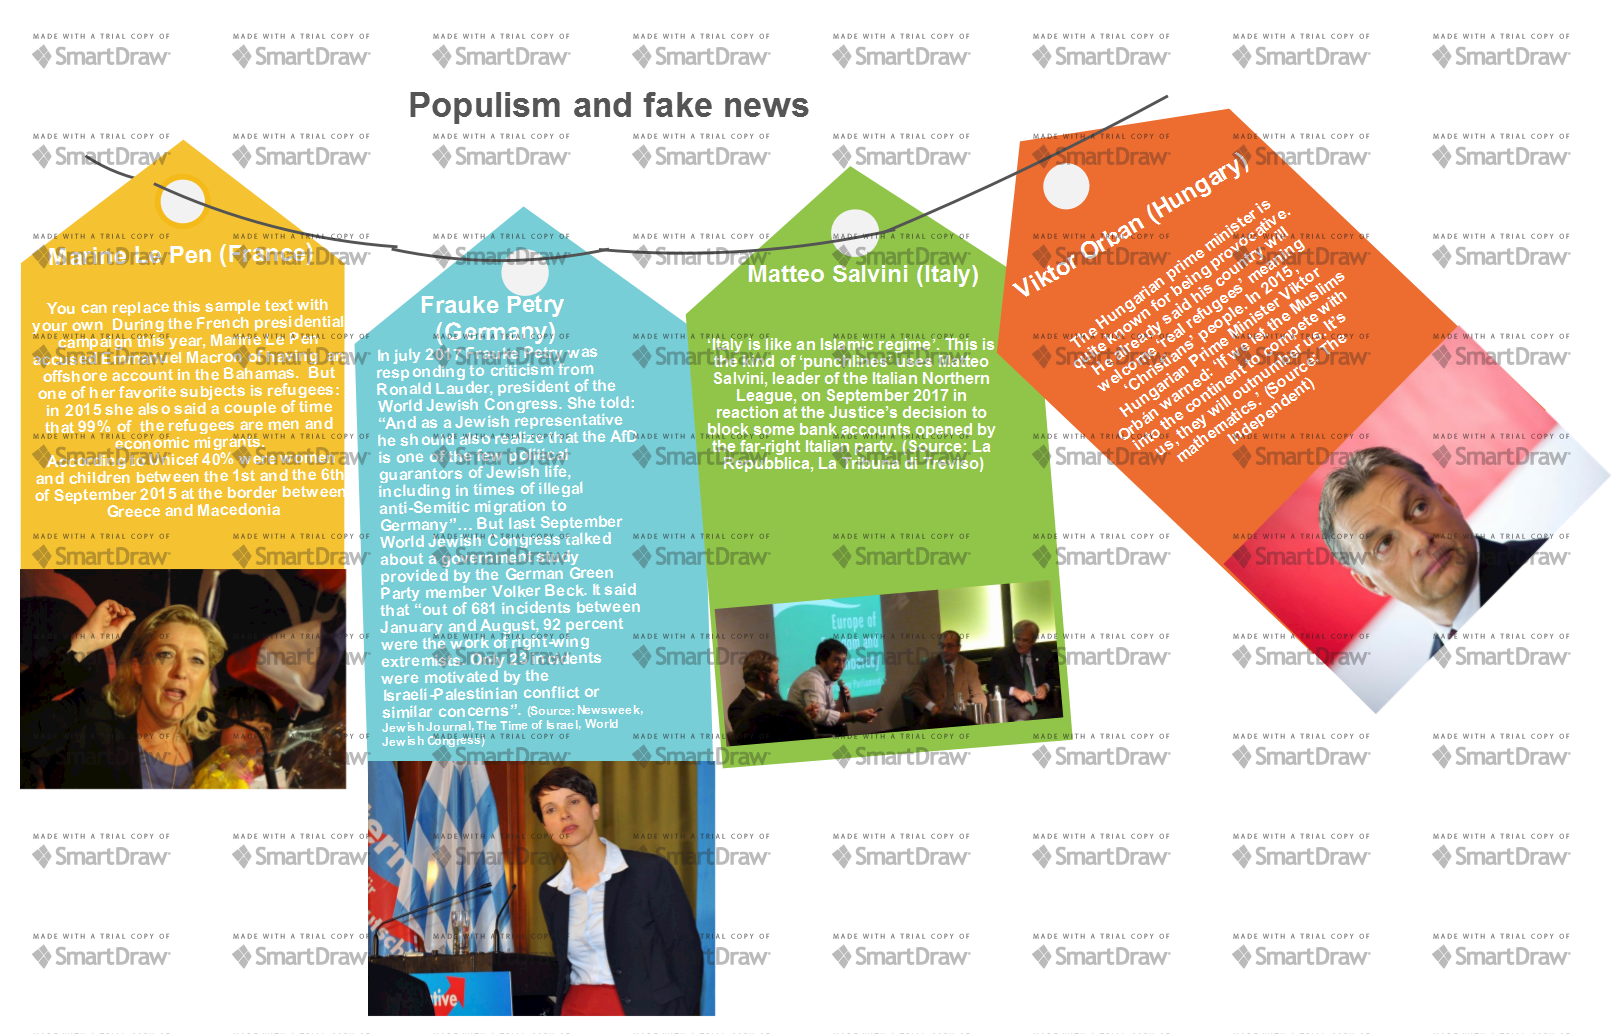 Populism and fake news
Marine Le Pen (France)
You can replace this sample text with
your own During the French presidential
campaign this year, Marine Le Pen
accused Emmanuel Macron of having an
offshore account in the Bahamas. But
one of her favorite subjects is refugees:
in 2015 she also said a couple of time
that 99% of the refugees are men and
economic migrants.
According to Unicef 40% were women
and children between the 1st and the 6th
of September 2015 at the border between
Greece and Macedonia
Frauke Petry
(Germany)
In july 2017 Frauke Petry was
responding to criticism from
Ronald Lauder, president of the
World Jewish Congress. She told:
“And as a Jewish representative
he should also realize that the AfD
is one of the few political
guarantors of Jewish life,
including in times of illegal
anti-Semitic migration to
Germany”... But last September
World Jewish Congress talked
about a government study
provided by the German Green
Party member Volker Beck. It said
that “out of 681 incidents between
January and August, 92 percent
were the work of right-wing
extremists. Only 23 incidents
were motivated by the
Israeli-Palestinian conflict or
similar concerns”. (Source: Newsweek,
Jewish Journal, The Time of Israel, World
Jewish Congress)
Matteo Salvini (Italy)
‘Italy is like an Islamic regime’. This is
the kind of ‘punchlines’ uses Matteo
Salvini, leader of the Italian Northern
League, on September 2017 in
reaction at the Justice’s decision to
block some bank accounts opened by
the far-right Italian party. (Source: La
Repubblica, La Tribuna di Treviso)
Europe of
Viktor Orban (Hungary)
The Hungarian prime minister is
quite known for being provocative.
He already said his country will
welcome ‘real refugees’ meaning
‘Christians’ people. In 2015,
Hungarian Prime Minister Viktor
Orbán warned: ‘if we let the Muslims
into the continent to compete with
us, they will outnumber us. It’s
mathematics.’ (Source: The
Independent)
MADE WITH A TRIAL COPY OF
SmartDraw